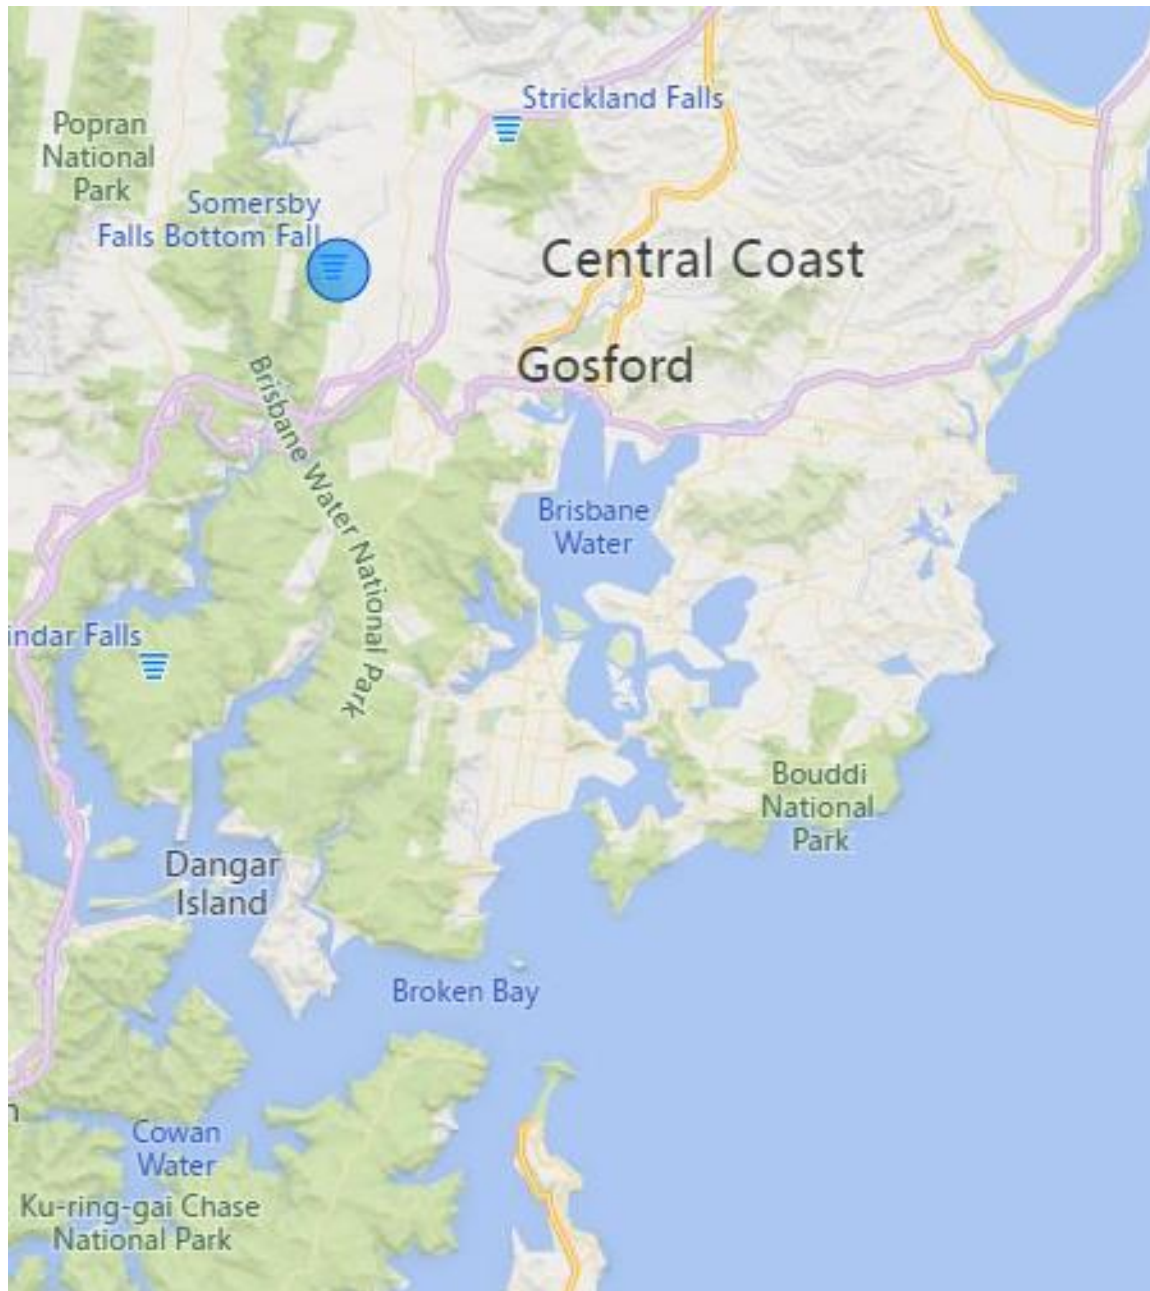 Strickland Falls
Popran
National
Park
Somersby
Falls Bottom Fall
Central Coast
Gosford
Brisbane Water National Park
Brisbane
Water
indar Falls
Bouddi
National
Park
Dangar
Island
Broken Bay
n
Cowan
Water
Ku-ring-gai Chase
National Park